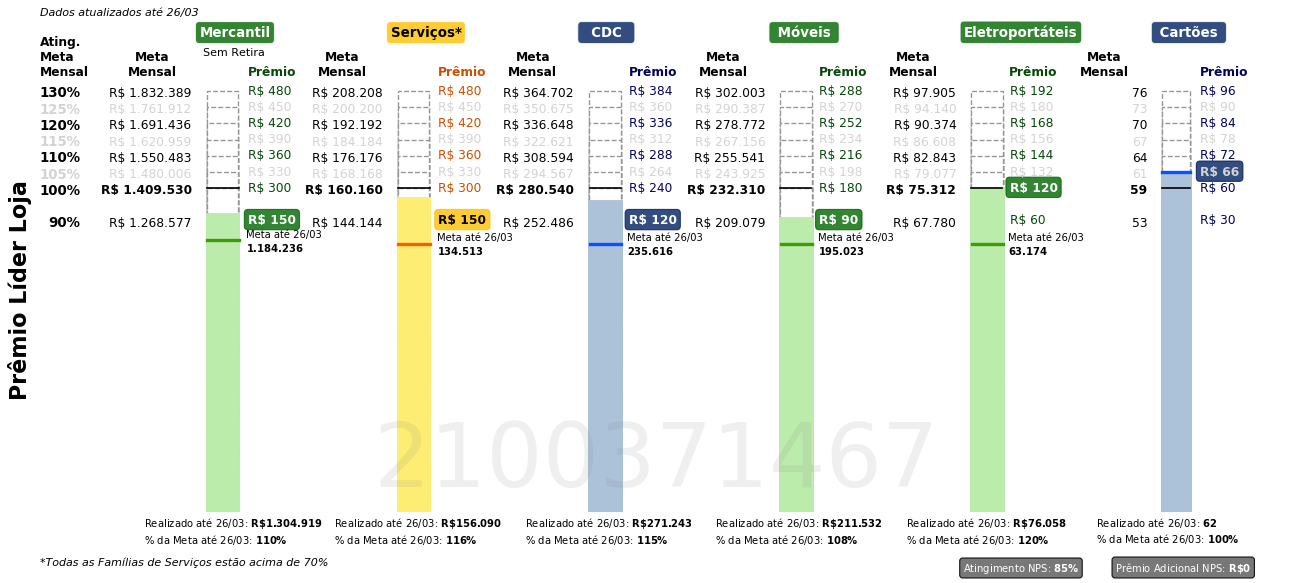 Dados atualizados até 26/03
Mercantil Serviços* CDC Móveis Eletroportáteis Cartões
Sem Retira
Ating. Meta Mensal Meta Mensal Prêmio Meta Mensal Prêmio Meta Mensal Prêmio Meta Mensal Prêmio Meta Mensal Prêmio Meta Mensal Prêmio
130% R$ 1.832.389 R$ 480 R$ 208.208 R$ 480 R$ 364.702 R$ 384 R$ 302.003 R$ 288 R$ 97.905 R$ 192 76 R$ 96
125% R$ 1.761.912 R$ 450 R$ 200.200 R$ 450 R$ 350.675 R$ 360 R$ 290.387 R$ 270 R$ 94.140 R$ 180 73 R$ 90
120% R$ 1.691.436 R$ 420 R$ 192.192 R$ 420 R$ 336.648 R$ 336 R$ 278.772 R$ 252 R$ 90.374 R$ 168 70 R$ 84
115% R$ 1.620.959 R$ 390 R$ 184.184 R$ 390 R$ 322.621 R$ 312 R$ 267.156 R$ 234 R$ 86.608 R$ 156 67 R$ 78
110% R$ 1.550.483 R$ 360 R$ 176.176 R$ 360 R$ 308.594 R$ 288 R$ 255.541 R$ 216 R$ 82.843 R$ 144 64 R$ 72
105% R$ 1.480.006 R$ 330 R$ 168.168 R$ 330 R$ 294.567 R$ 264 R$ 243.925 R$ 198 R$ 79.077 R$ 132 61 R$ 66
100% R$ 1.409.530 R$ 300 R$ 160.160 R$ 300 R$ 280.540 R$ 240 R$ 232.310 R$ 180 R$ 75.312 R$ 120 59 R$ 60
90% R$ 1.268.577 R$ 150 R$ 144.144 R$ 150 R$ 252.486 R$ 120 R$ 209.079 R$ 90 R$ 67.780 R$ 60 53 R$ 30
Meta até 26/03 Meta até 26/03 Meta até 26/03 Meta até 26/03 Meta até 26/03
1.184.236 134.513 235.616 195.023 63.174
Prêmio Líder Loja
2100371467
Realizado até 26/03: R$1.304.919 Realizado até 26/03: R$156.090 Realizado até 26/03: R$271.243 Realizado até 26/03: R$211.532 Realizado até 26/03: R$76.058 Realizado até 26/03: 62
% da Meta até 26/03: 110% % da Meta até 26/03: 116% % da Meta até 26/03: 115% % da Meta até 26/03: 108% % da Meta até 26/03: 120% % da Meta até 26/03: 100%
*Todas as Famílias de Serviços estão acima de 70% Atingimento NPS: 85% Prêmio Adicional NPS: R$0